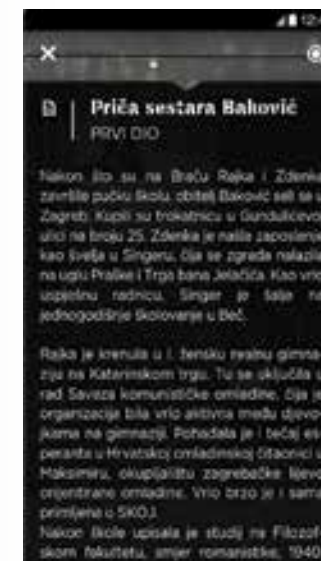 12:4
Priča sestara Baković
PRVI DIO
Nakon što su na Braču Rajka i Zdenka
završile pučku školu, obitelj Baković seli se u
Zagreb. Kupili su trokatnicu u Gundulićevoj
ulici na broju 25. Zdenka je našla zaposlenje
kao švelja u Singeru, čija se zgrada nalazila
na uglu Praške i Trga bana Jelačića. Kao vrlo
uspješnu radnicu, Singer je šalje na
jednogodišnje školovanje u Beč.
Rajka je krenula u I. žensku realnu gimna-
ziju na Katarinskom trgu. Tu se uključila u
rad Saveza komunističke omladine, čija je
organizacija bila vrlo aktivna među djevo-
jkama na gimnaziji. Pohađala je i tečaj es-
peranta u Hrvatskoj omladinskoj čitaonici u
Maksimiru, okupljalištu zagrebačke lijevo
orijentirane omladine. Vrlo brzo je i sama
primljena u SKOJ.
Nakon škole upisala je studij na Filozof-
skom fakultetu, smjer romanistike, 1940.